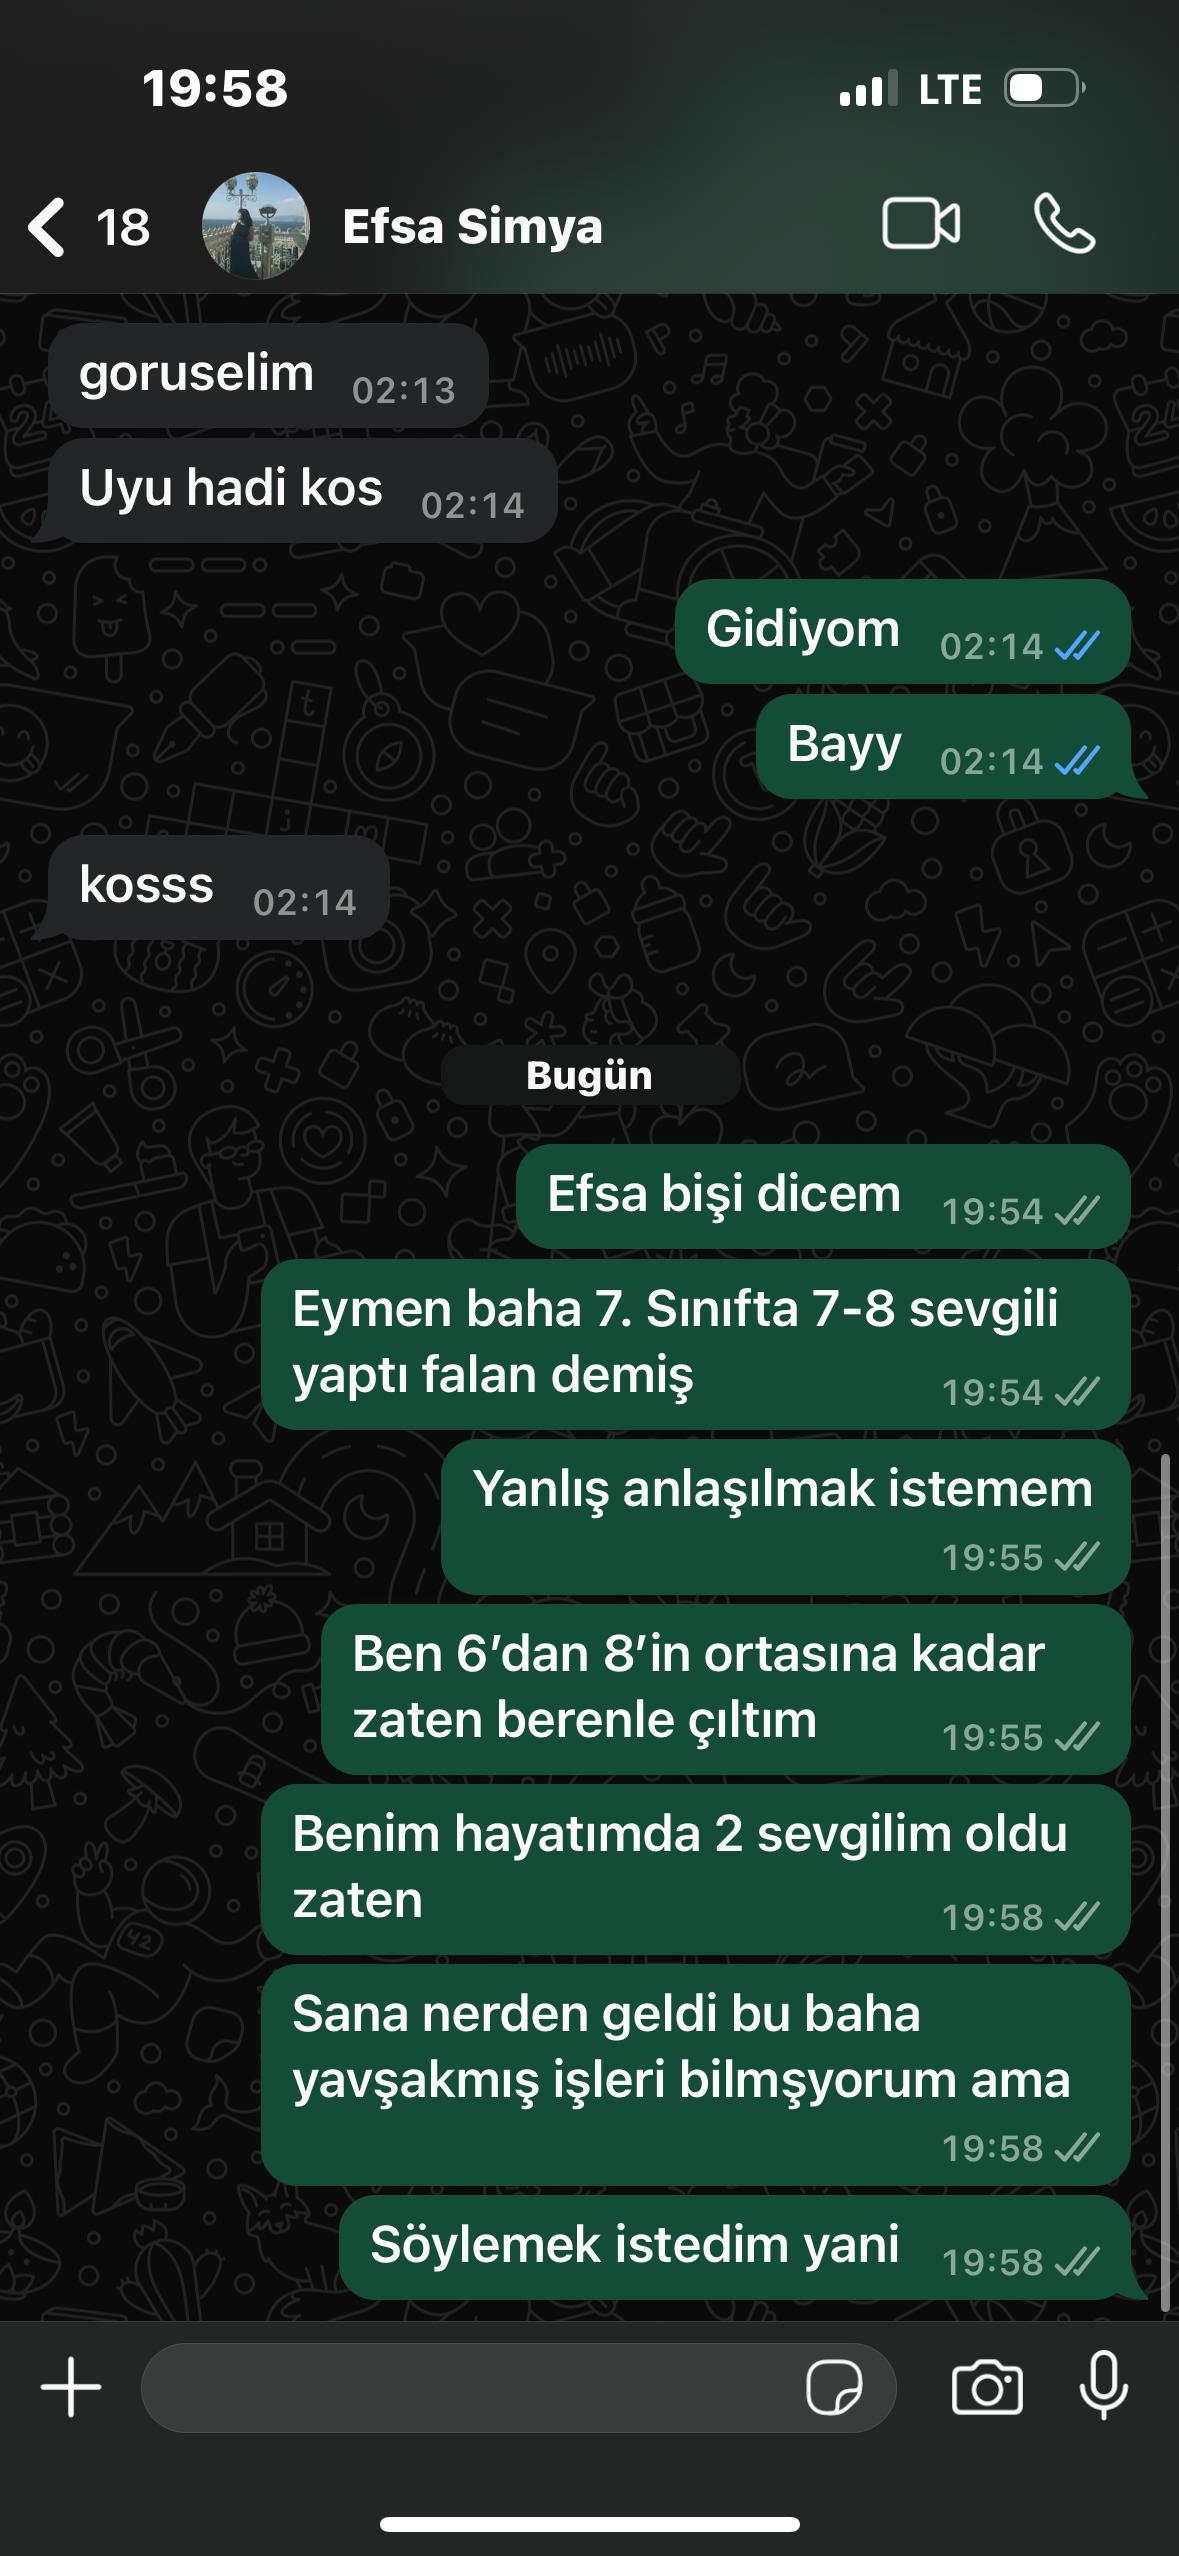 19:58
LTE
18
Efsa Simya
goruselim 02:13
Uyu hadi kos 02:14
Gidiyom 02:14
Bayy 02:14
kosss 02:14
Bugün
Efsa bişi dicem 19:54
Eymen baha 7. Sınıfta 7-8 sevgili
yaptı falan demiş 19:54
Yanlış anlaşılmak istemem
19:55
Ben 6’dan 8’in ortasına kadar
zaten berenle çıltım 19:55
Benim hayatımda 2 sevgilim oldu
zaten 19:58
Sana nerden geldi bu baha
yavşakmış işleri bilmşyorum ama
19:58
Söylemek istedim yani 19:58